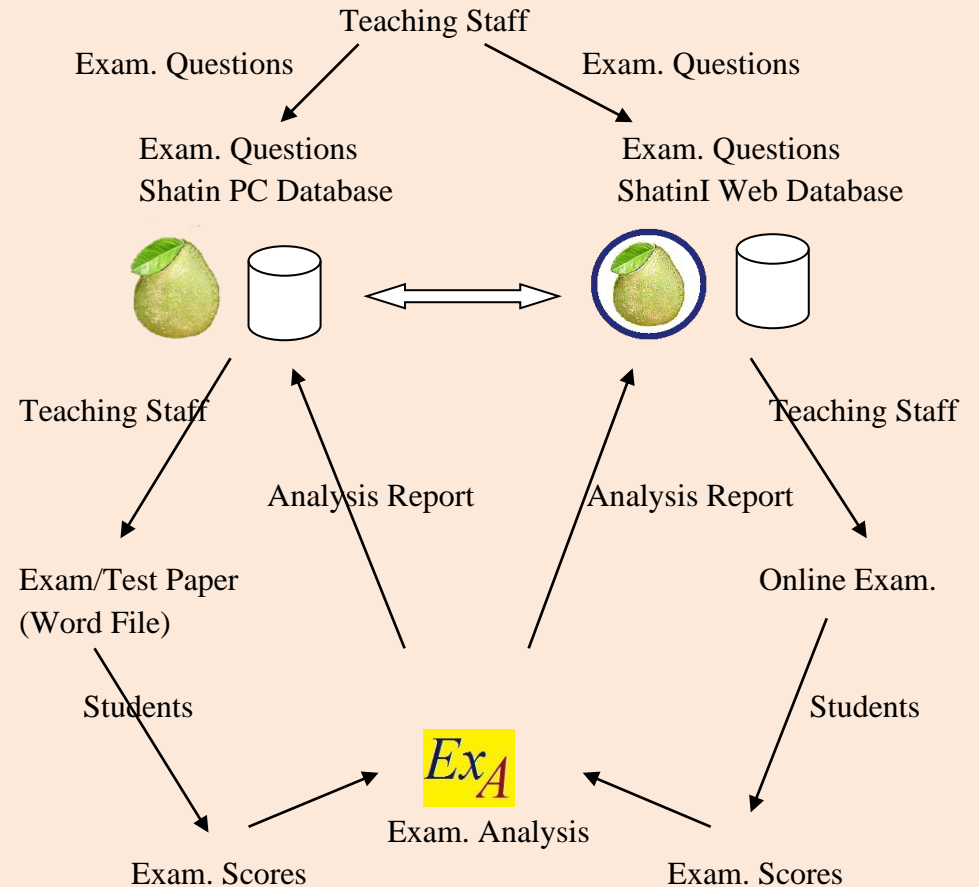 Teaching Staff
Exam. Questions
Exam. Questions
Exam. Questions
Shatin PC Database
Exam. Questions
ShatinI Web Database
Teaching Staff
Teaching Staff
Analysis Report
Analysis Report
Exam/Test Paper
(Word File)
Online Exam.
Students
Students
ExA
Exam. Analysis
Exam. Scores
Exam. Scores